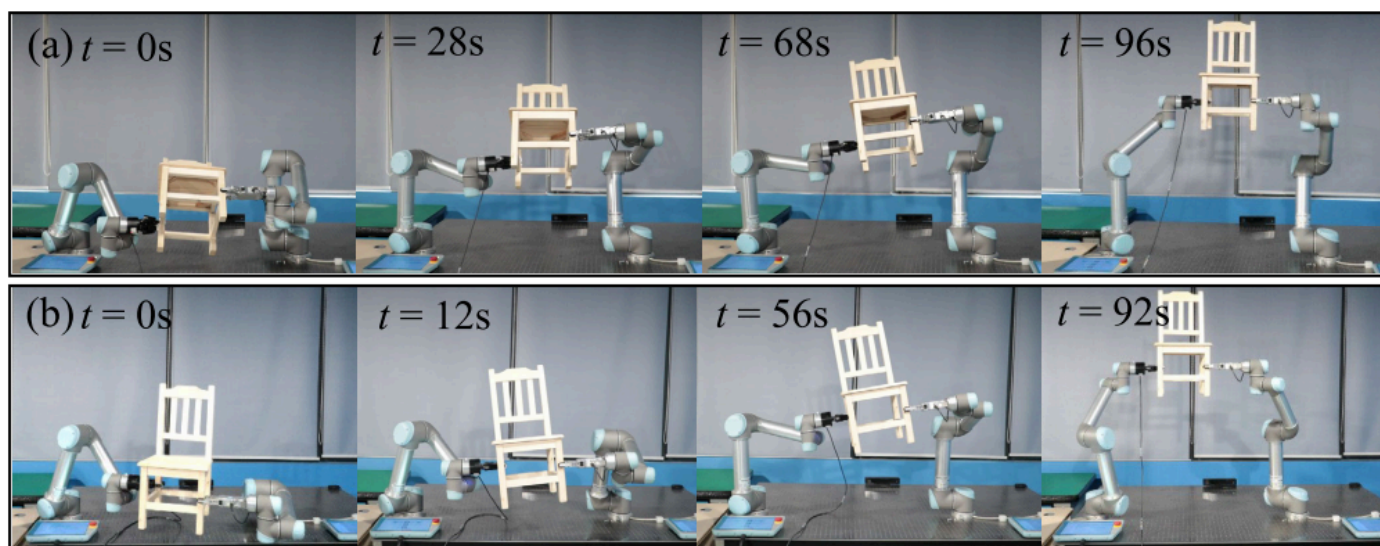 (a) t = 0s
t = 28s
t = 68s
t = 96s
(b) t = 0s
t = 12s
t = 56s
t = 92s